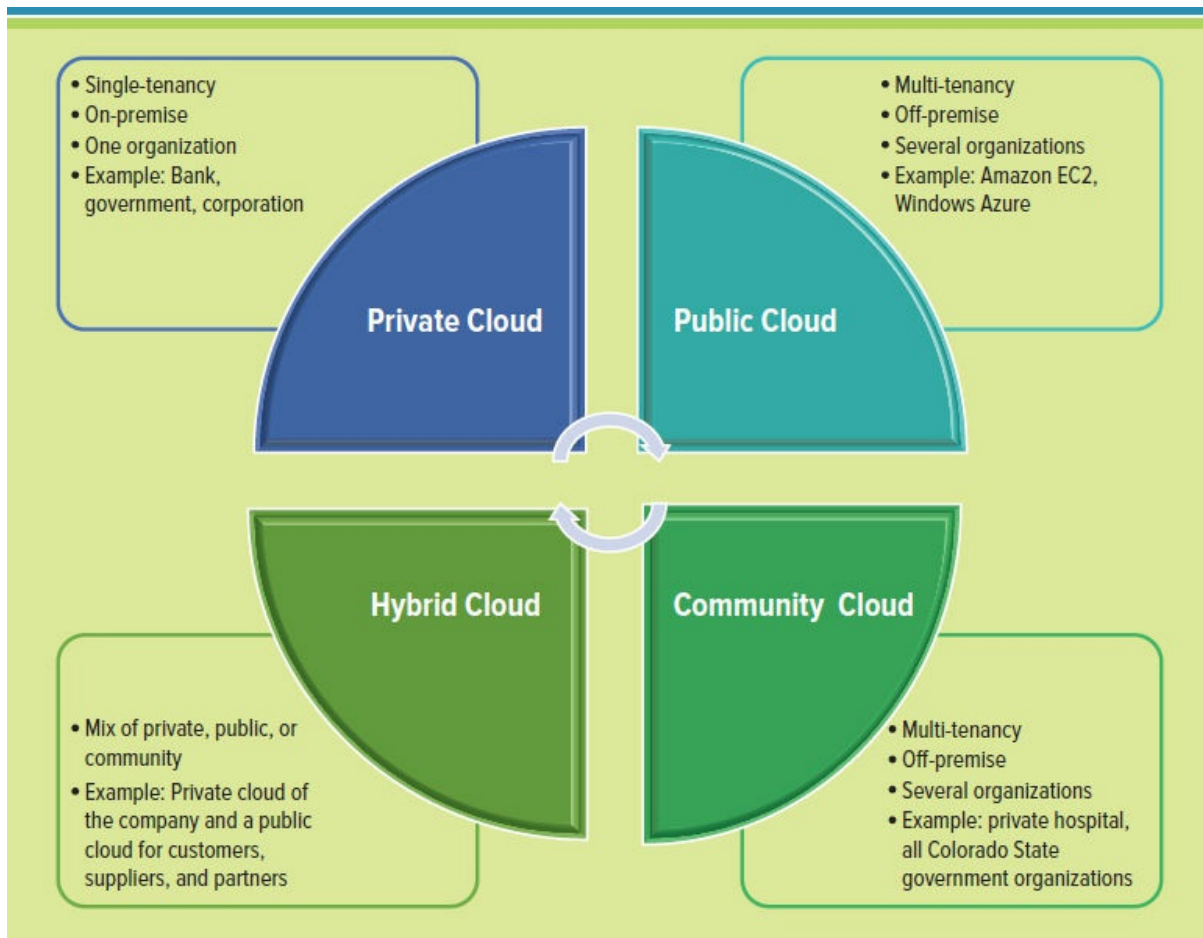 • Single-tenancy
• On-premise
• One organization
• Example: Bank,
government, corporation
Private Cloud
• Multi-tenancy
• Off-premise
• Several organizations
• Example: Amazon EC2,
Windows Azure
Public Cloud
Hybrid Cloud
• Mix of private, public, or
community
• Example: Private cloud of
the company and a public
cloud for customers,
suppliers, and partners
Community Cloud
• Multi-tenancy
• Off-premise
• Several organizations
• Example: private hospital,
all Colorado State
government organizations